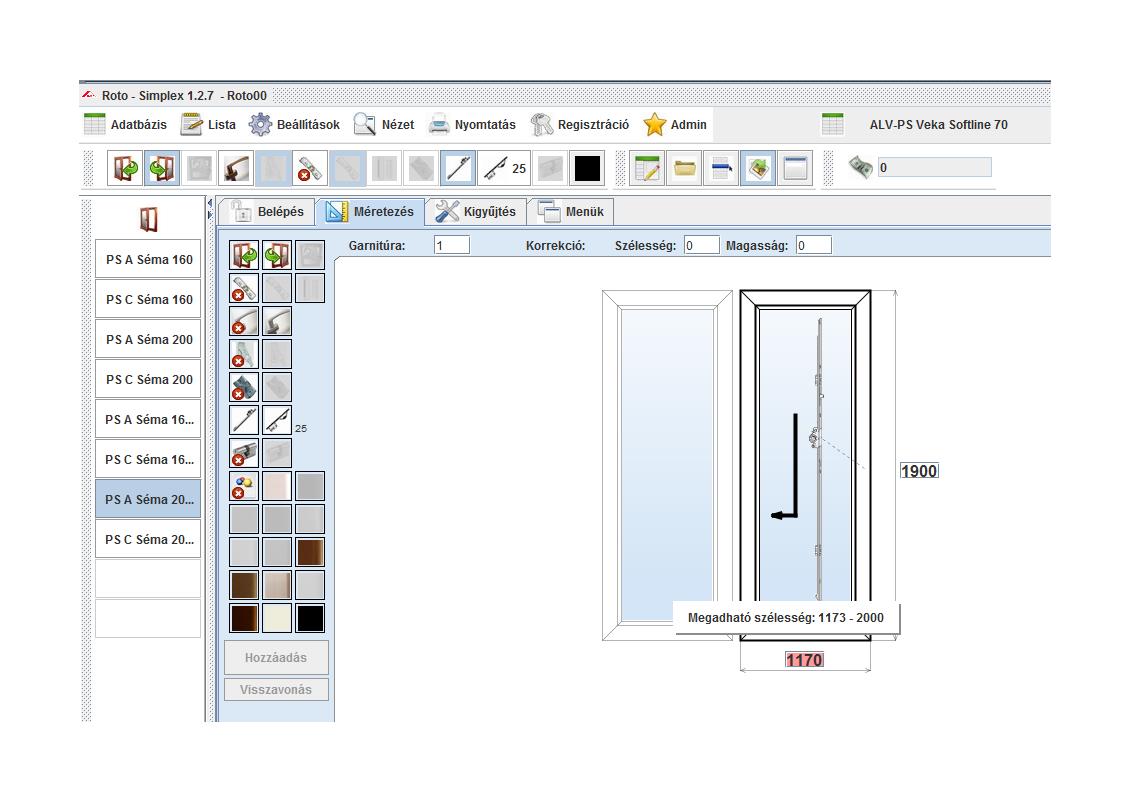 Roto - Simplex 1.2.7 - Roto00
Adatbázis Lista Beállítások Nézet Nyomtatás Regisztráció Admin ALV-PS Veka Softline 70
25 0
Belépés Méretezés Kigyűjtés Menük
Garnitúra: 1 Korrekció: Szélesség: 0 Magasság: 0
PS A Séma 160
PS C Séma 160
PS A Séma 200
PS C Séma 200
PS A Séma 16...
PS C Séma 16...
PS A Séma 20...
PS C Séma 20...
25
Hozzáadás
Visszavonás
1900
Megadható szélesség: 1173 - 2000
1170